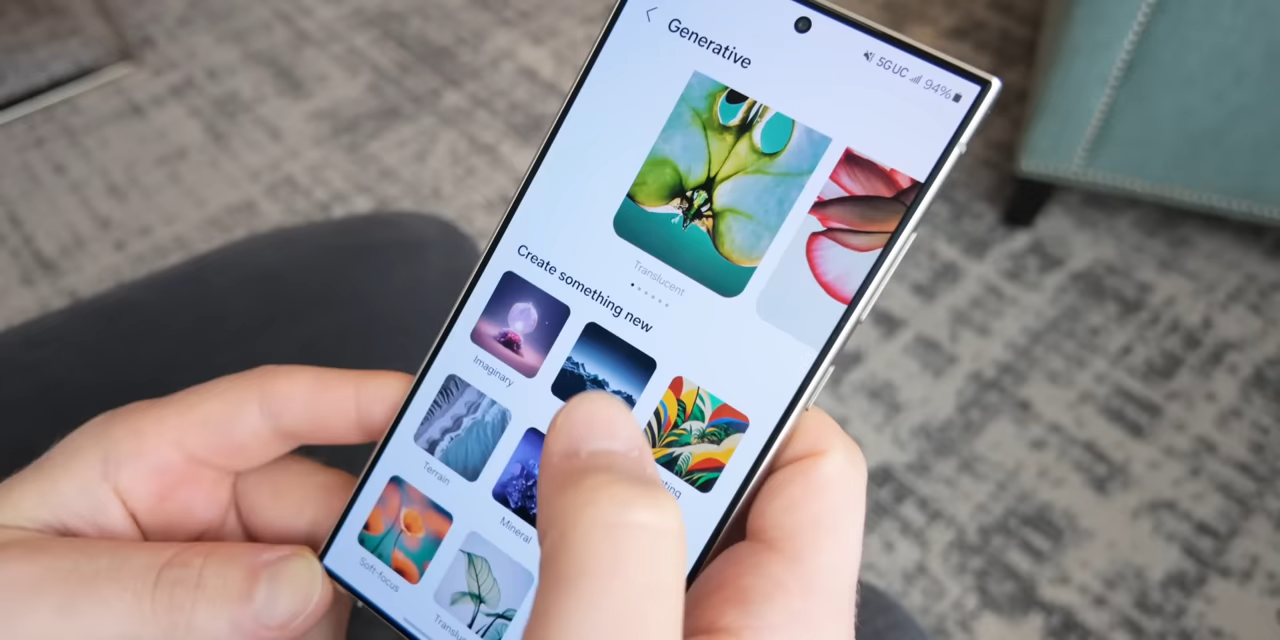 Generative
5G UC 94%
Translucent
Create something new
Imaginary
Terrain
Mineral
Soft-focus